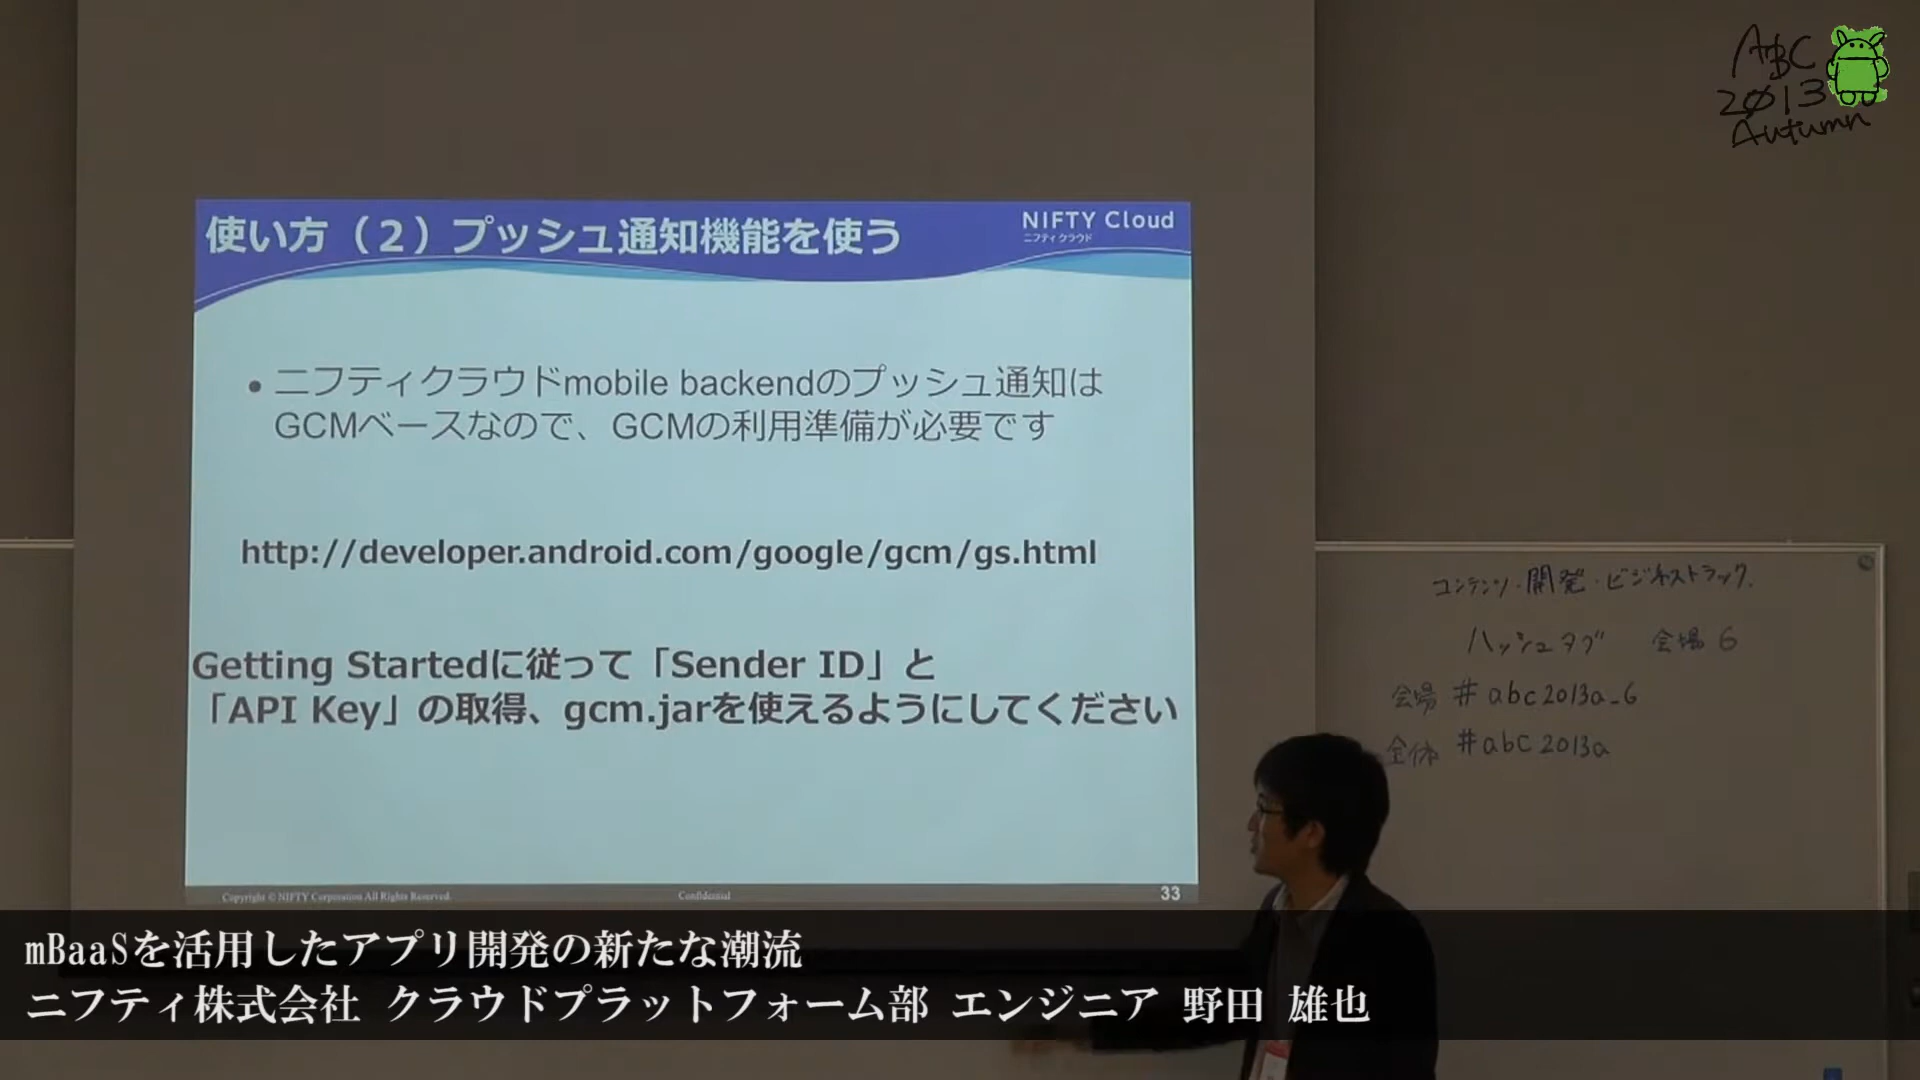 ABC
2013
Autumn
使い方（２）プッシュ通知機能を使う
NIFTY Cloud
ニフティクラウド
• ニフティクラウドmobile backendのプッシュ通知は
GCMベースなので、GCMの利用準備が必要です
http://developer.android.com/google/gcm/gs.html
Getting Startedに従って「Sender ID」と
「API Key」の取得、gcm.jarを使えるようにしてください
Copyright © NIFTY Corporation All Rights Reserved.
Confidential
33
コンテンツ・開発・ビジネストラック.
ハッシュタグ 会場 6
会場 #abc2013a_6
全体 #abc2013a
mBaaSを活用したアプリ開発の新たな潮流
ニフティ株式会社 クラウドプラットフォーム部 エンジニア 野田 雄也